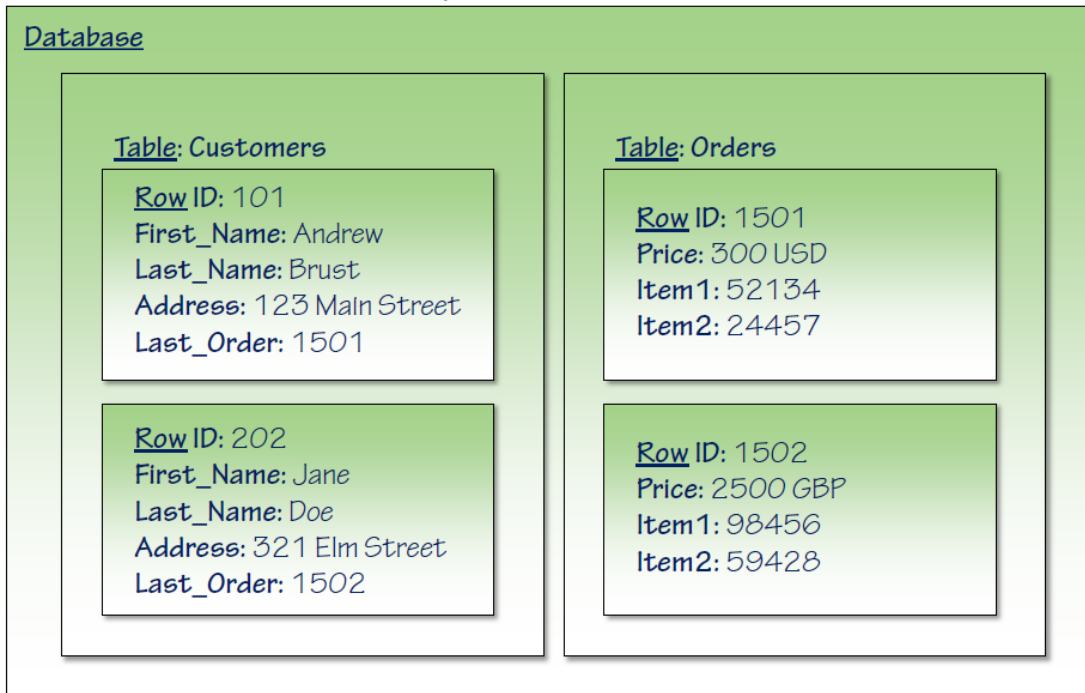 Database
Table: Customers
Row ID: 101
First_Name: Andrew
Last_Name: Brust
Address: 123 Main Street
Last_Order: 1501
Row ID: 202
First_Name: Jane
Last_Name: Doe
Address: 321 Elm Street
Last_Order: 1502
Table: Orders
Row ID: 1501
Price: 300 USD
Item1: 52134
Item2: 24457
Row ID: 1502
Price: 2500 GBP
Item1: 98456
Item2: 59428